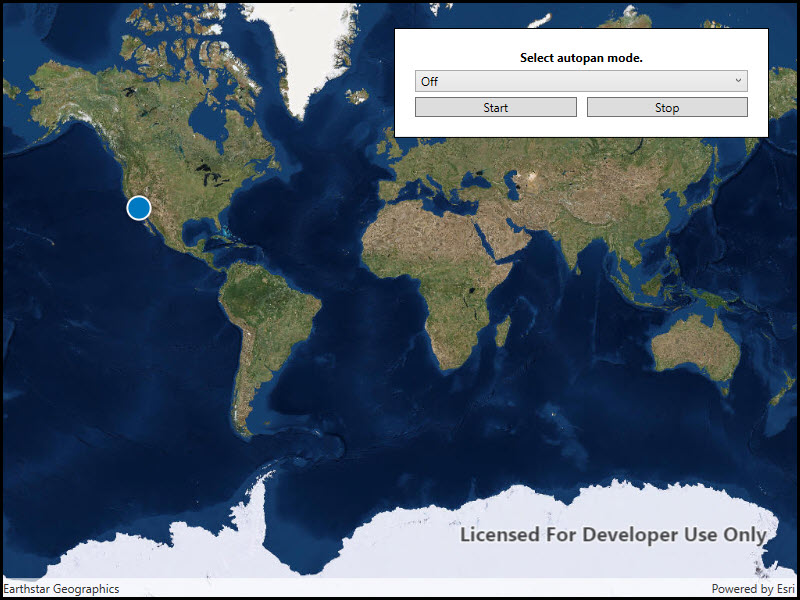 Select autopan mode.
Off
Start Stop
Licensed For Developer Use Only
Earthstar Geographics Powered by Esri